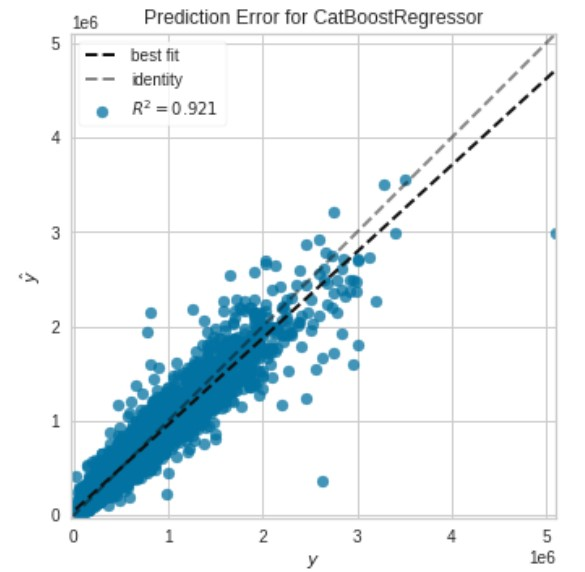 Prediction Error for CatBoostRegressor
1e6
best fit
identity
R² = 0.921
5
4
3
2
1
0
ŷ
0 1 2 3 4 5
1e6
y